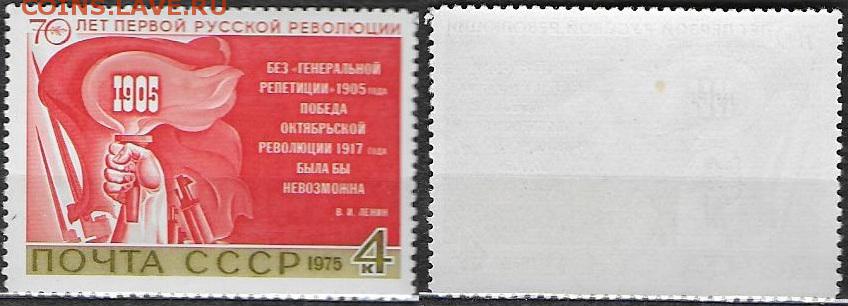 coins.lave.ru
70 ЛЕТ ПЕРВОЙ РУССКОЙ РЕВОЛЮЦИИ
1905
БЕЗ «ГЕНЕРАЛЬНОЙ
РЕПЕТИЦИИ» 1905 года
ПОБЕДА
ОКТЯБРЬСКОЙ
РЕВОЛЮЦИИ 1917 года
БЫЛА БЫ
НЕВОЗМОЖНА
В. И. ЛЕНИН
ПОЧТА СССР 1975 4 к